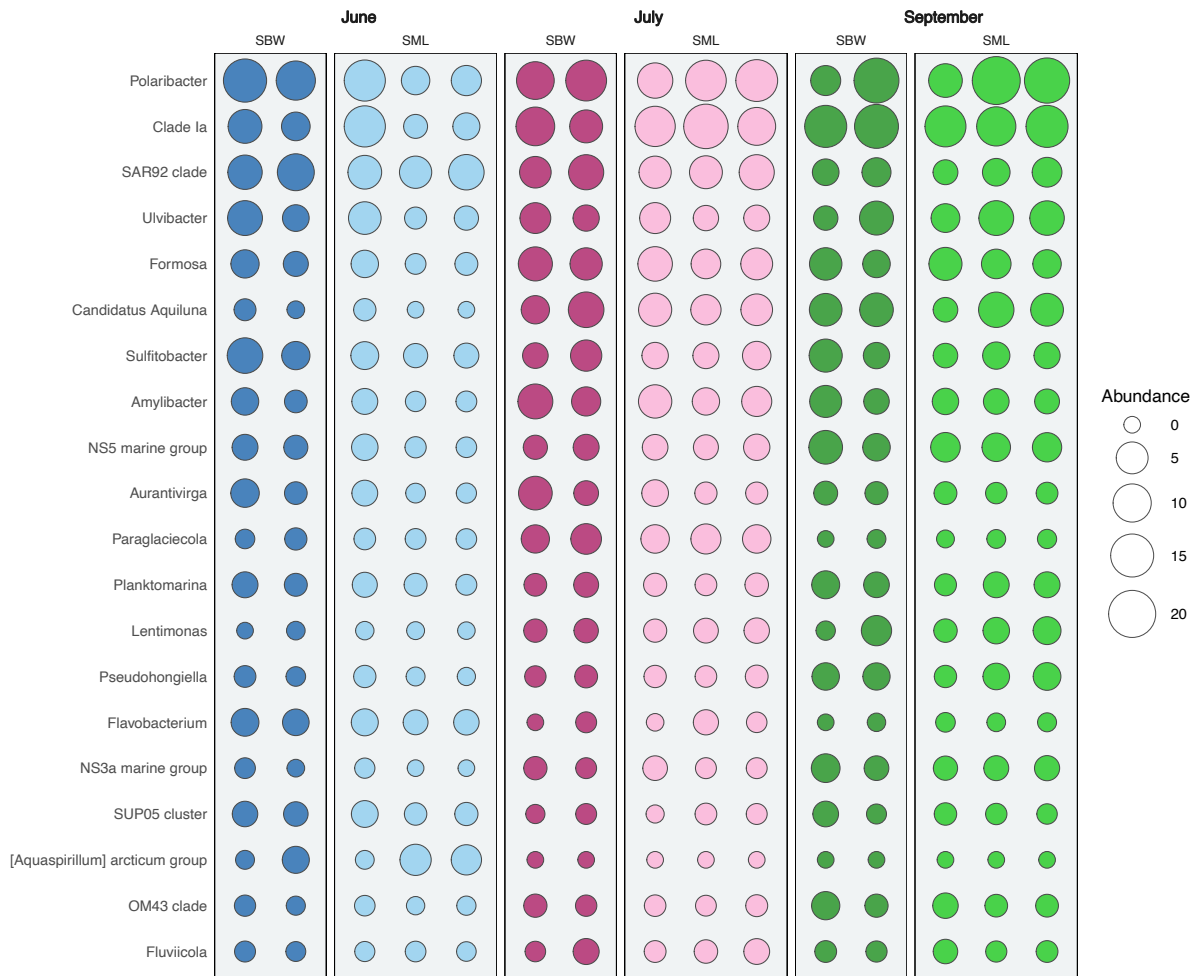 June July September
SBW SML SBW SML SBW SML
Polaribacter
Clade Ia
SAR92 clade
Ulvibacter
Formosa
Candidatus Aquiluna
Sulfitobacter
Amylibacter
NS5 marine group
Aurantivirga
Paraglaciecola
Planktomarina
Lentimonas
Pseudohongiella
Flavobacterium
NS3a marine group
SUP05 cluster
[Aquaspirillum] arcticum group
OM43 clade
Fluviicola
Abundance
0
5
10
15
20